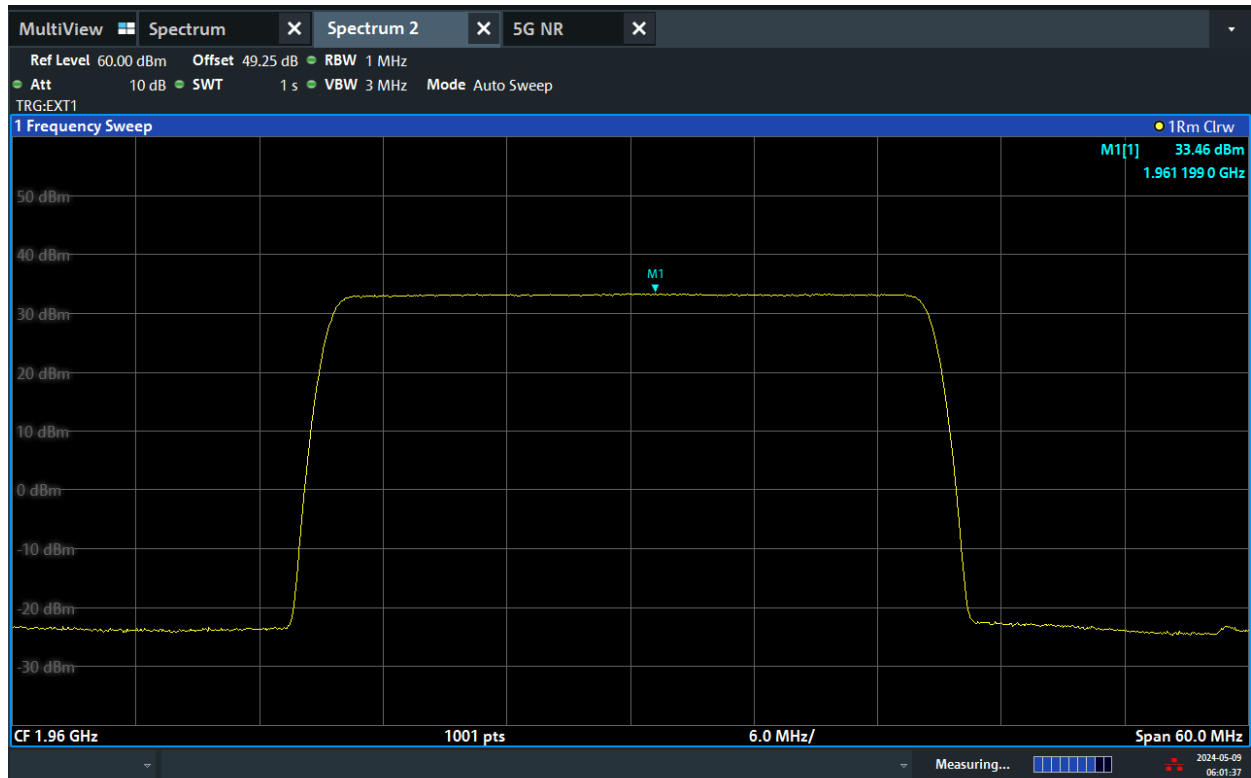 MultiView Spectrum X Spectrum 2 X 5G NR X
Ref Level 60.00 dBm Offset 49.25 dB RBW 1 MHz
Att 10 dB SWT 1 s VBW 3 MHz Mode Auto Sweep
TRG:EXT1
1 Frequency Sweep 1Rm Clrw
M1[1] 33.46 dBm
1.961 199 0 GHz
50 dBm
40 dBm
M1
30 dBm
20 dBm
10 dBm
0 dBm
-10 dBm
-20 dBm
-30 dBm
CF 1.96 GHz 1001 pts 6.0 MHz/ Span 60.0 MHz
Measuring... 2024-05-09
06:01:37